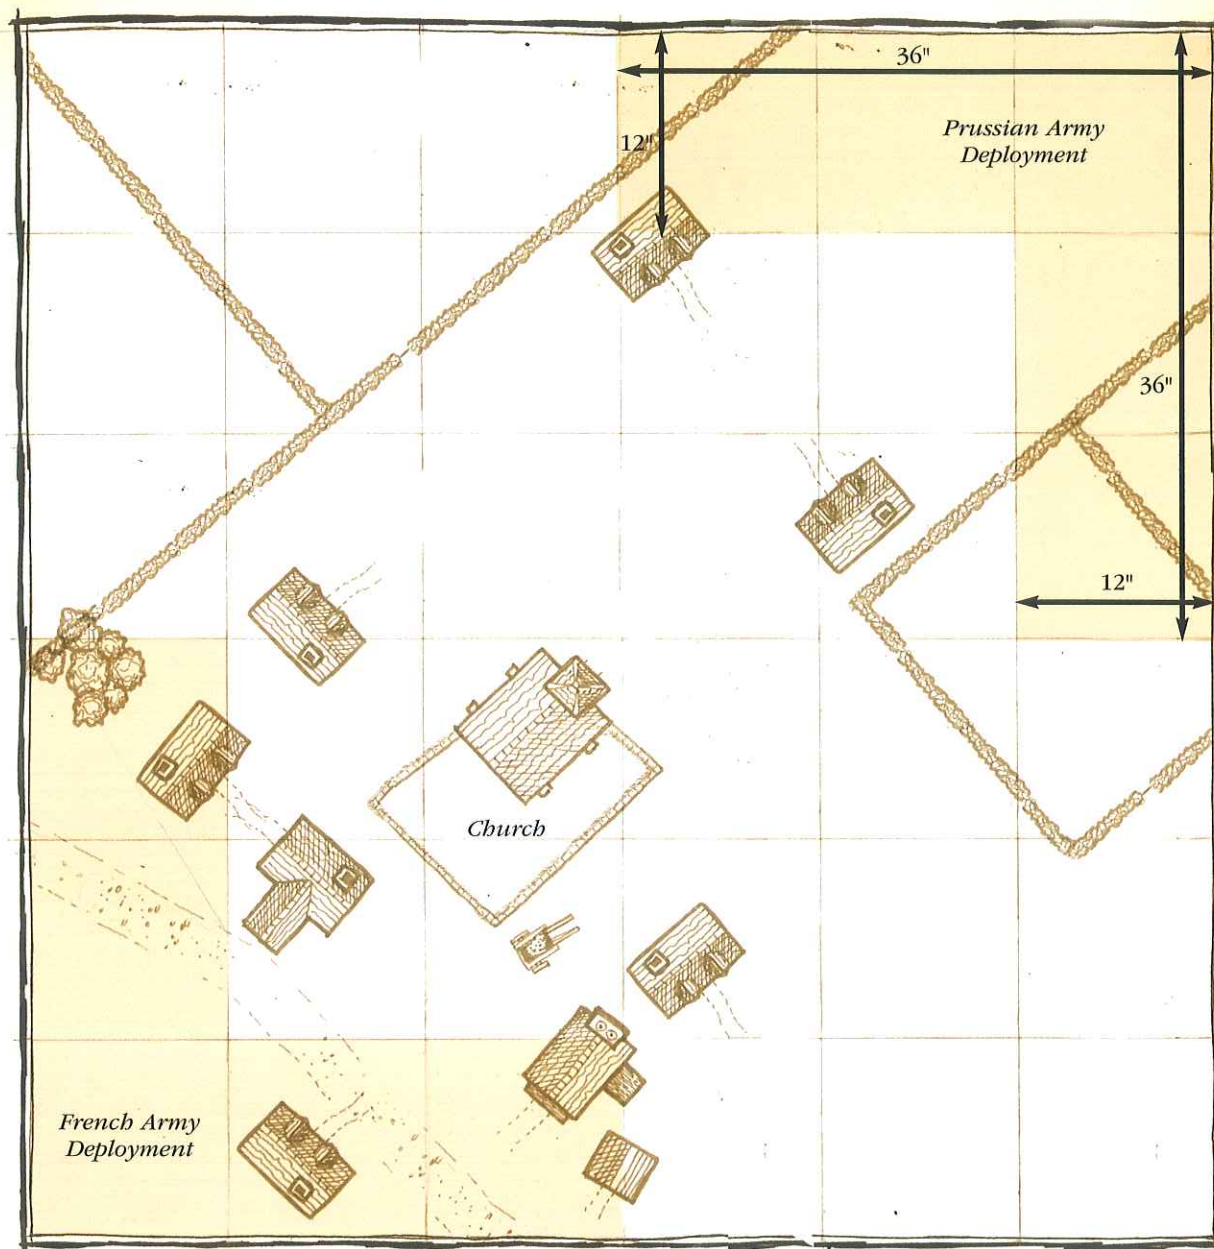 36"
12"
Prussian Army
Deployment
36"
12"
Church
French Army
Deployment